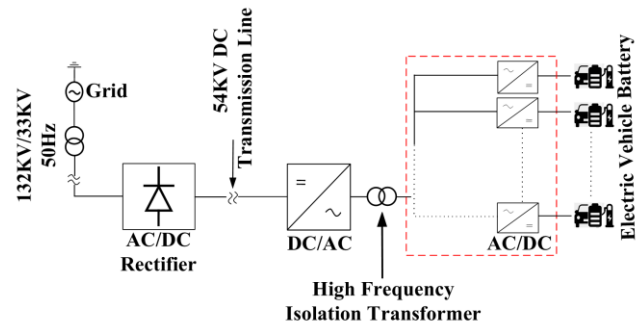 Grid
132KV/33KV
50Hz
AC/DC
Rectifier
54KV DC
Transmission Line
=
DC/AC
High Frequency
Isolation Transformer
=
=
=
AC/DC
Electric Vehicle Battery